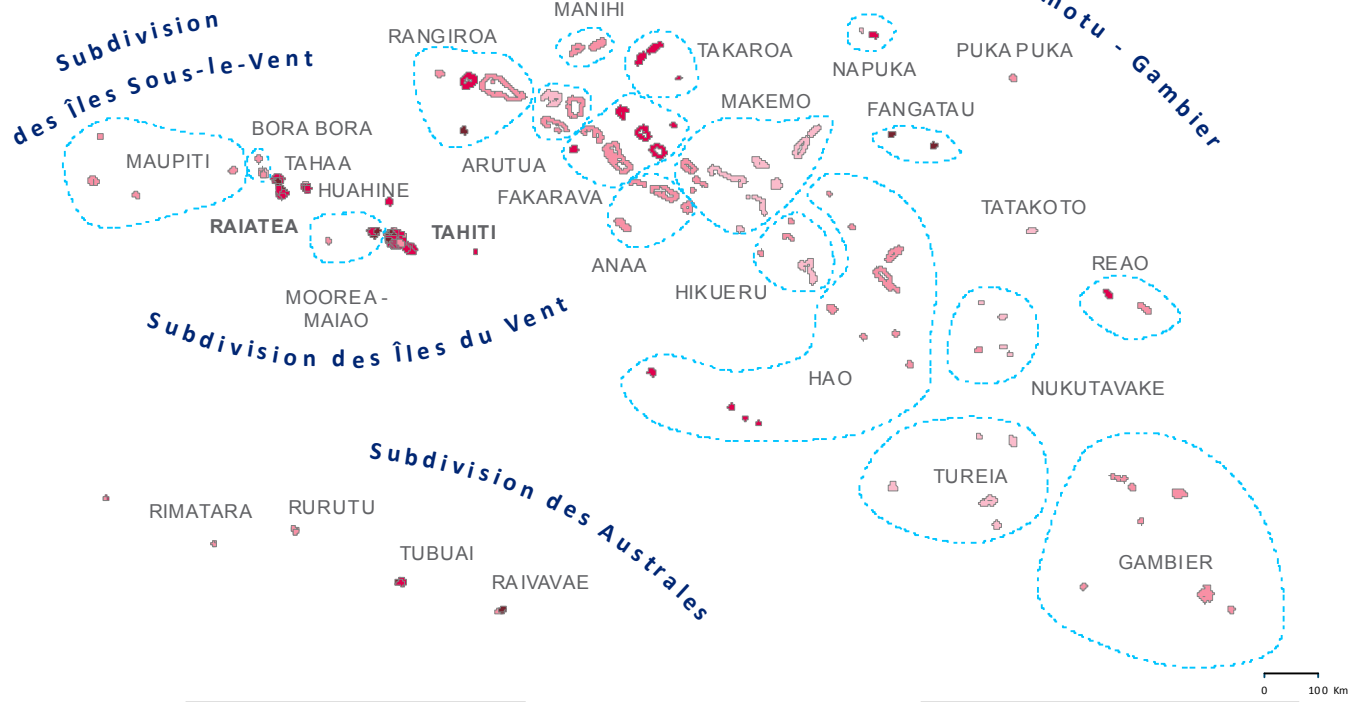 MANIHI
Subdivision
des Îles Sous-le-Vent
RANGIROA
TAKAROA
NAPUKA
PUKA PUKA
motu - Gambier
BORA BORA
MAKEMO
FANGATAU
MAUPITI
TAHAA
ARUTUA
HUAHINE
FAKARAVA
RAIATEA
TAHITI
TATAKOTO
ANAA
REAO
HIKUERU
MOOREA -
MAIAO
Subdivision des Îles du Vent
HAO
NUKUTAVAKE
Subdivision des Australes
TUREIA
RIMATARA
RURUTU
TUBUAI
RAIVAVAE
GAMBIER
0 100 Km